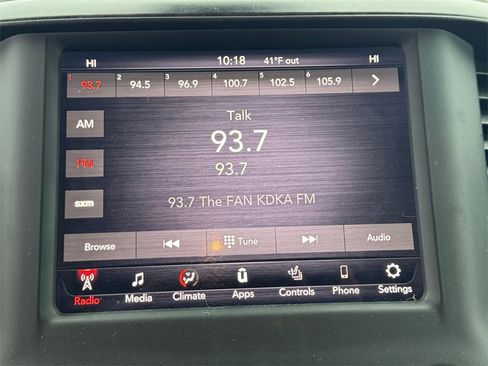 HI 10:18 41°F out HI
1 93.7 2 94.5 3 96.9 4 100.7 5 102.5 6 105.9
AM
Talk
93.7
FM
93.7
sxm
93.7 The FAN KDKA FM
Browse Tune Audio
Radio Media Climate Apps Controls Phone Settings